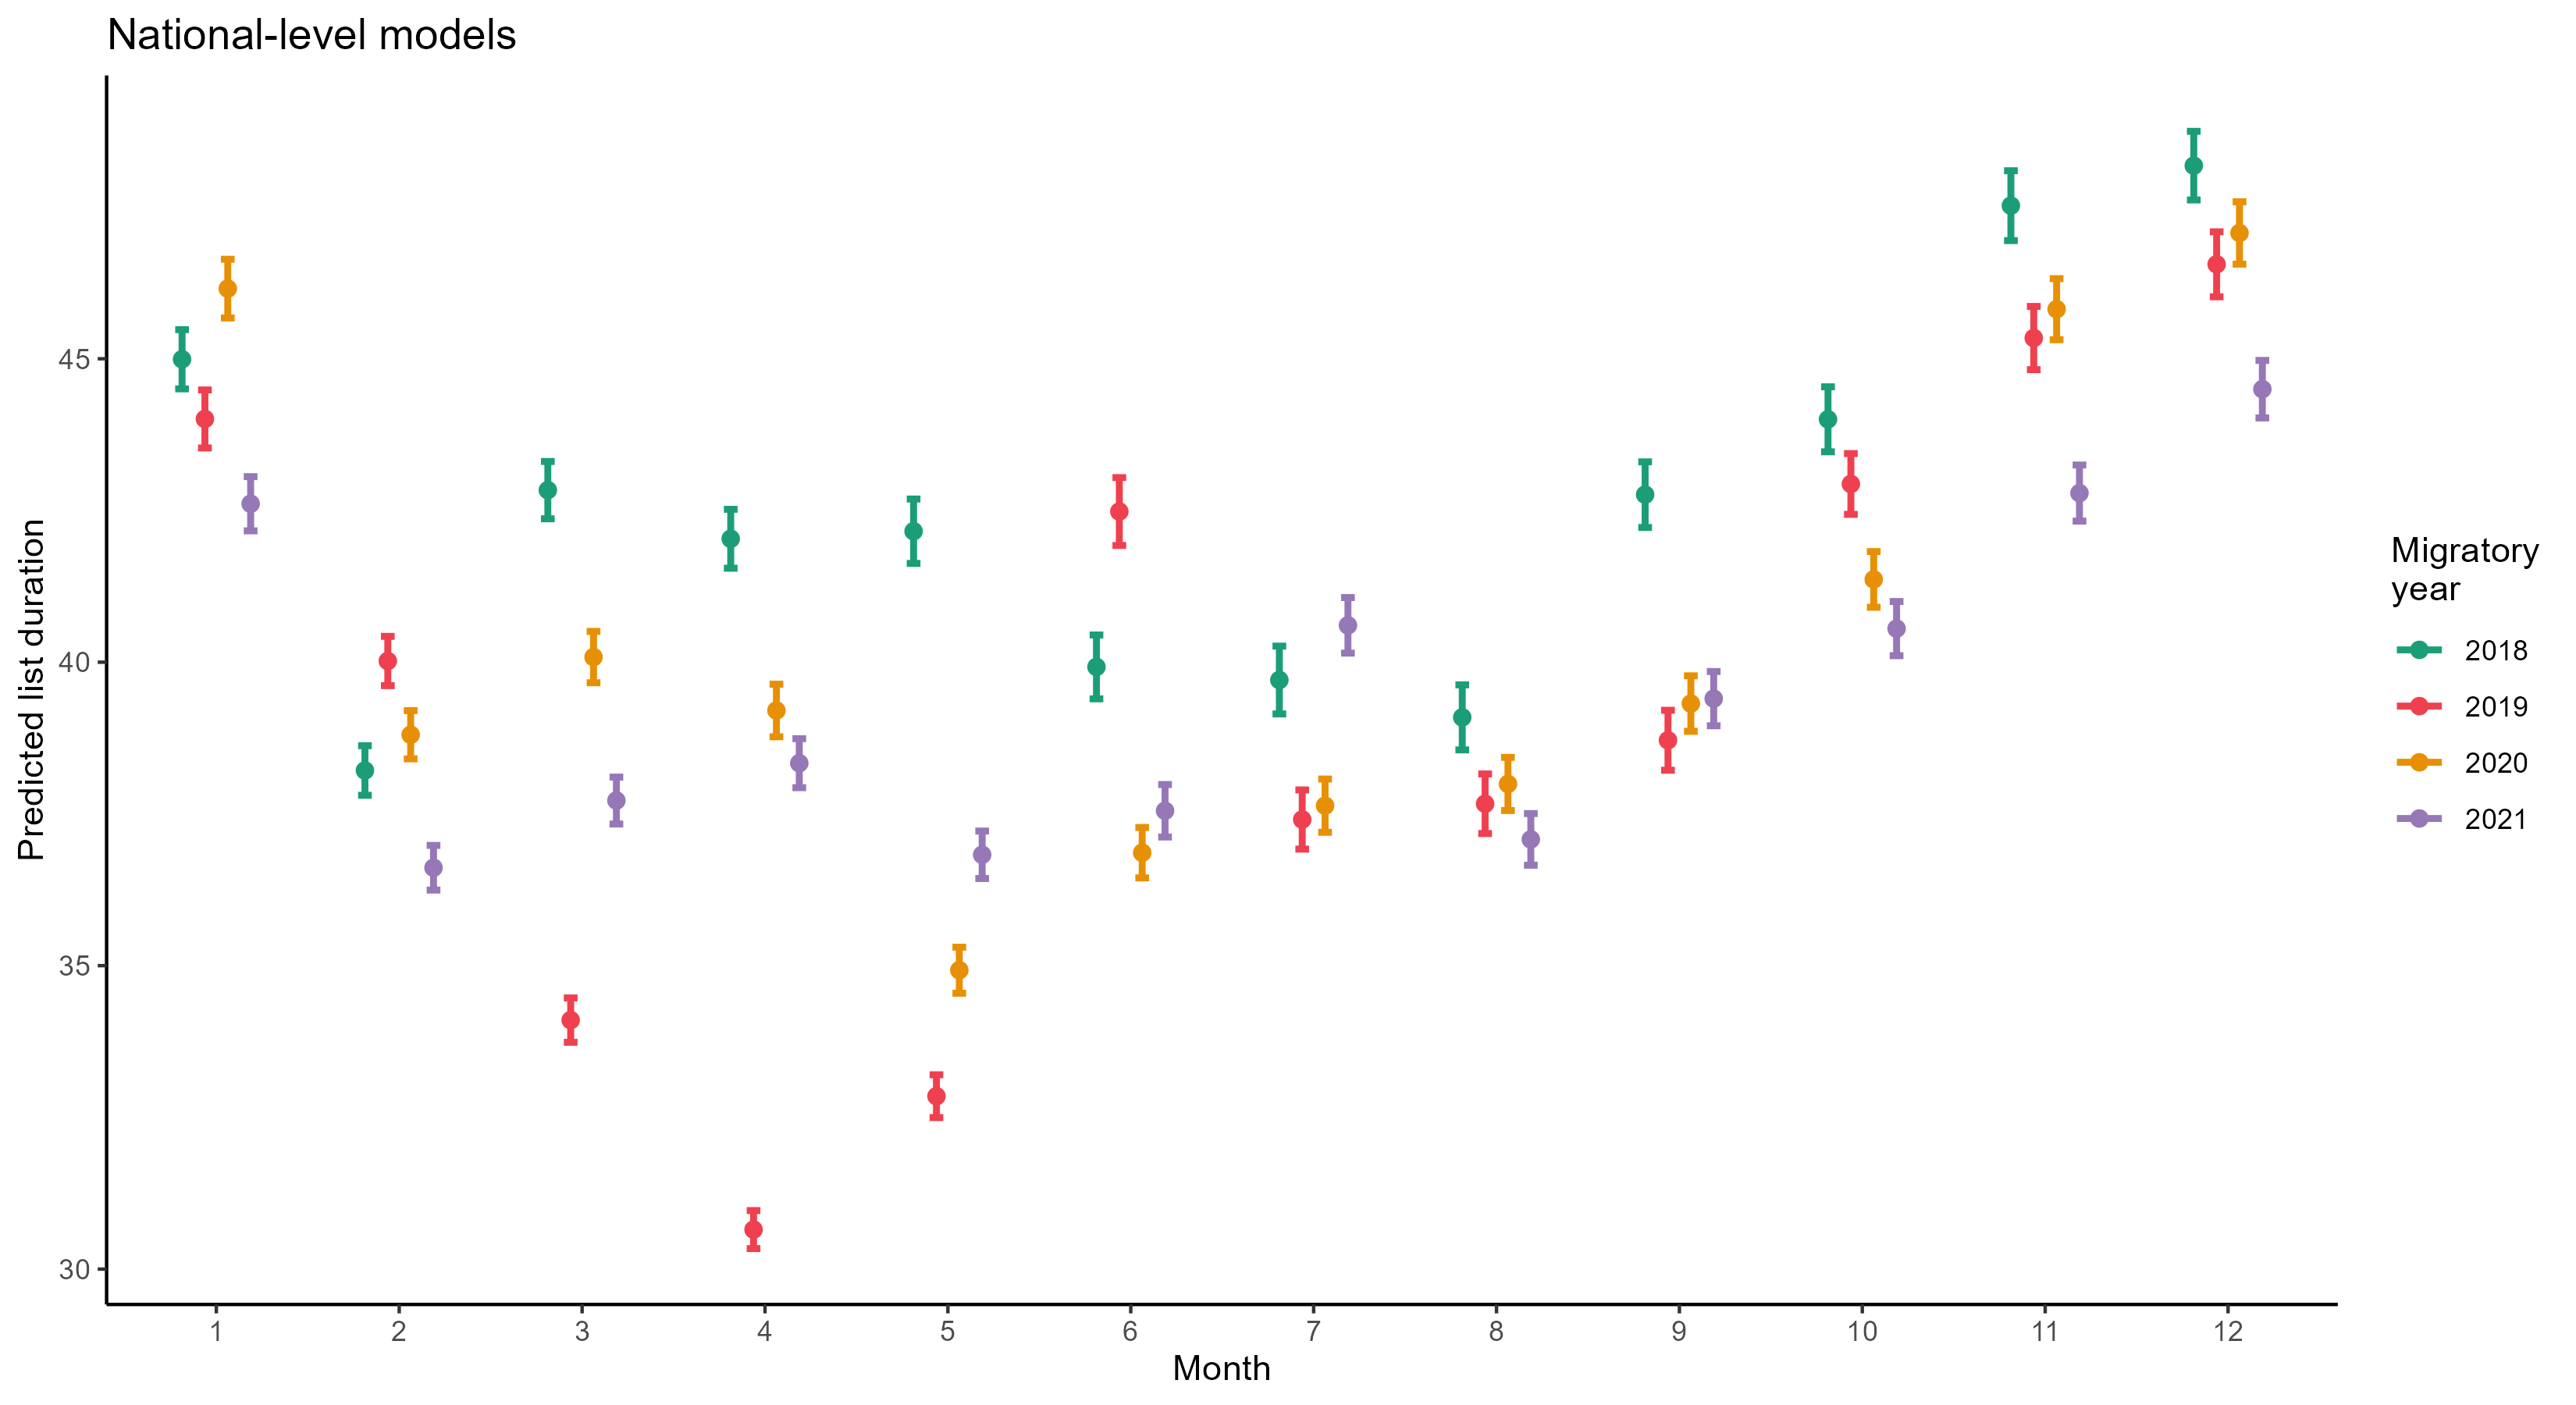 National-level models
Predicted list duration
45
40
35
30
1 2 3 4 5 6 7 8 9 10 11 12
Month
Migratory
year
2018
2019
2020
2021